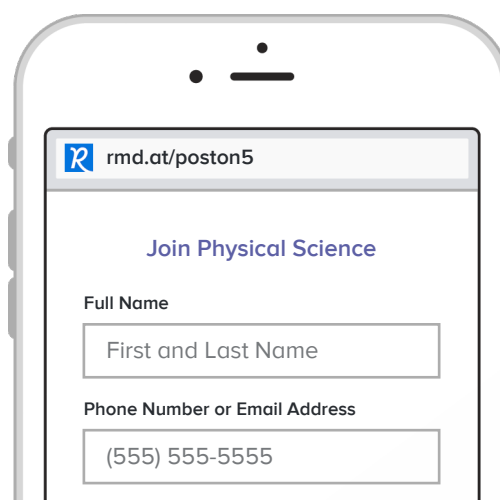 R rmd.at/poston5
Join Physical Science
Full Name
First and Last Name
Phone Number or Email Address
(555) 555-5555